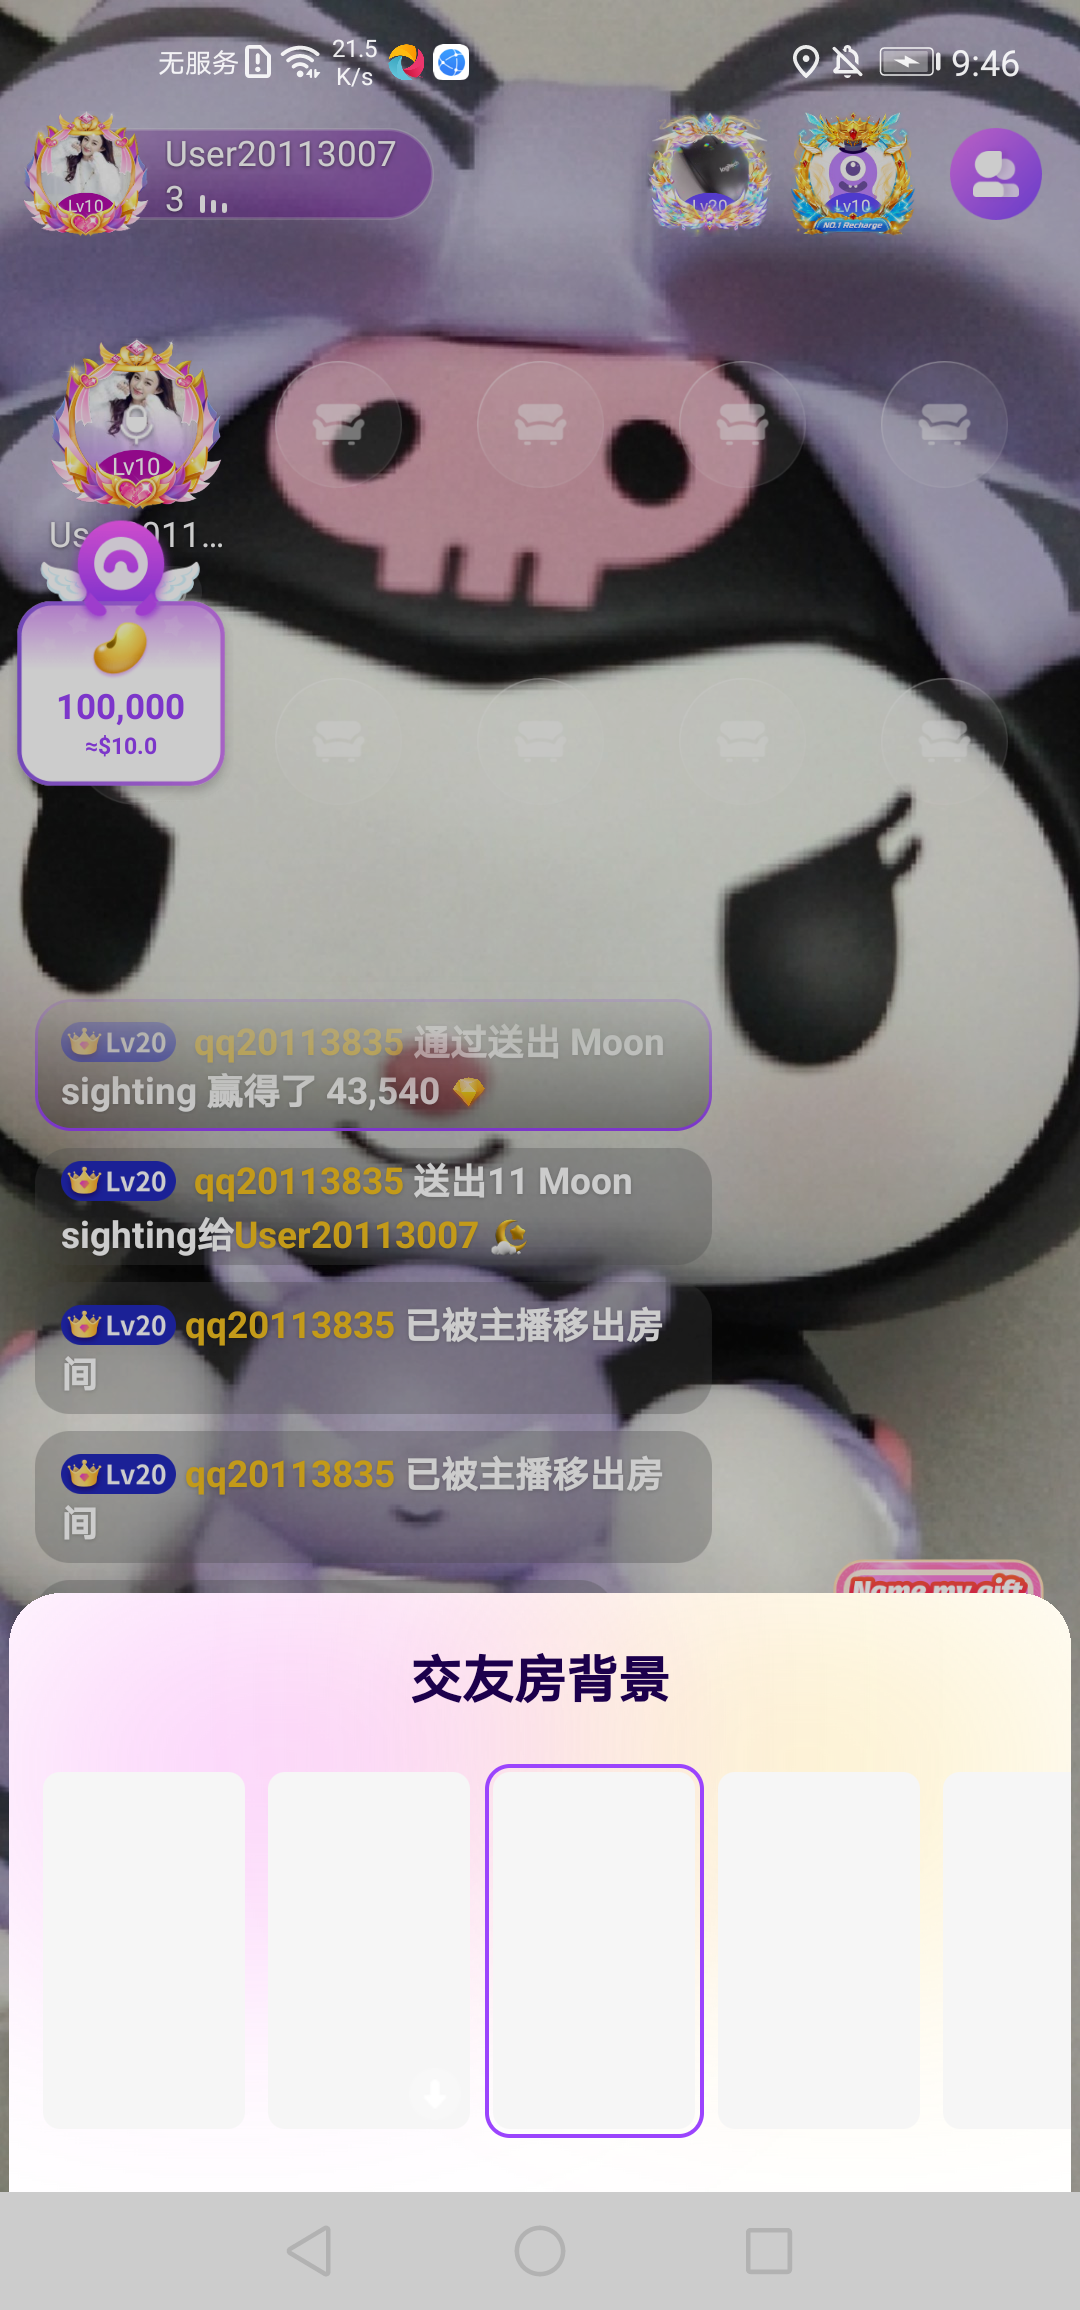 无服务
21.5
K/s
9:46
User20113007
3
Lv10
Lv20
Lv10
NO.1 Recharge
Lv10
100,000
≈$10.0
Lv20 qq20113835 通过送出 Moon
sighting 赢得了 43,540
Lv20 qq20113835 送出11 Moon
sighting给User20113007
Lv20 qq20113835 已被主播移出房
间
Lv20 qq20113835 已被主播移出房
间
Name my gift
交友房背景